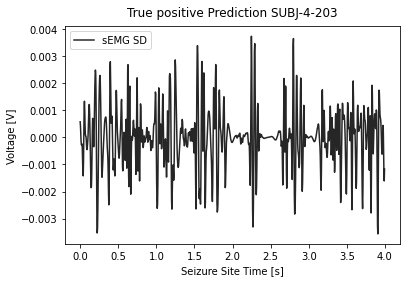 True positive Prediction SUBJ-4-203
sEMG SD
0.004
0.003
0.002
0.001
0.000
−0.001
−0.002
−0.003
Voltage [V]
0.0 0.5 1.0 1.5 2.0 2.5 3.0 3.5 4.0
Seizure Site Time [s]